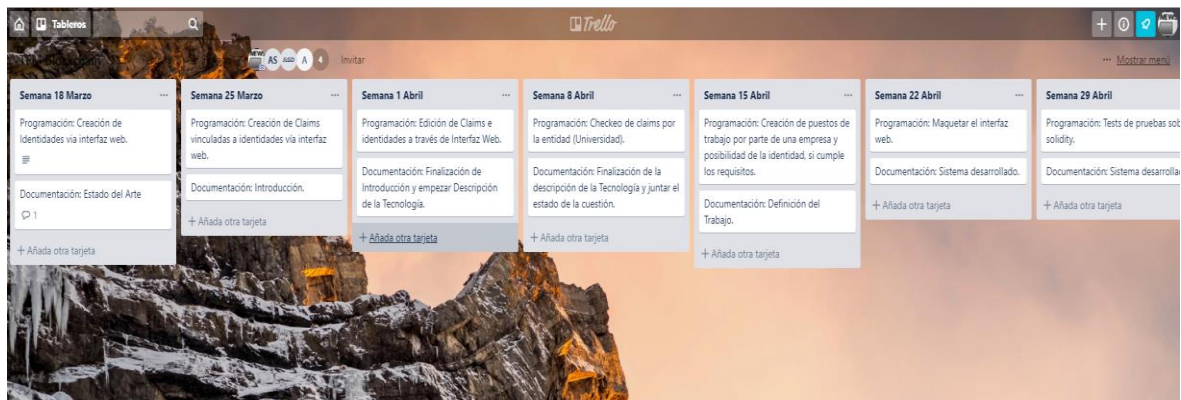 Tableros
Trello
NEWS
AS
A
4
Invitar
Mostrar menú
Semana 18 Marzo
Programación: Creación de
Identidades via interfaz web.
Documentación: Estado del Arte
1
+ Añada otra tarjeta
Semana 25 Marzo
Programación: Creación de Claims
vinculadas a identidades vía interfaz
web.
Documentación: Introducción.
+ Añada otra tarjeta
Semana 1 Abril
Programación: Edición de Claims e
identidades a través de Interfaz Web.
Documentación: Finalización de
Introducción y empezar Descripción
de la Tecnología.
+ Añada otra tarjeta
Semana 8 Abril
Programación: Checkeo de claims por
la entidad (Universidad).
Documentación: Finalización de la
descripción de la Tecnología y juntar el
estado de la cuestión.
+ Añada otra tarjeta
Semana 15 Abril
Programación: Creación de puestos de
trabajo por parte de una empresa y
posibilidad de la identidad, si cumple
los requisitos.
Documentación: Definición del
Trabajo.
+ Añada otra tarjeta
Semana 22 Abril
Programación: Maquetar el interfaz
web.
Documentación: Sistema desarrollado.
+ Añada otra tarjeta
Semana 29 Abril
Programación: Tests de pruebas sob
solidity.
Documentación: Sistema desarrolla
+ Añada otra tarjeta